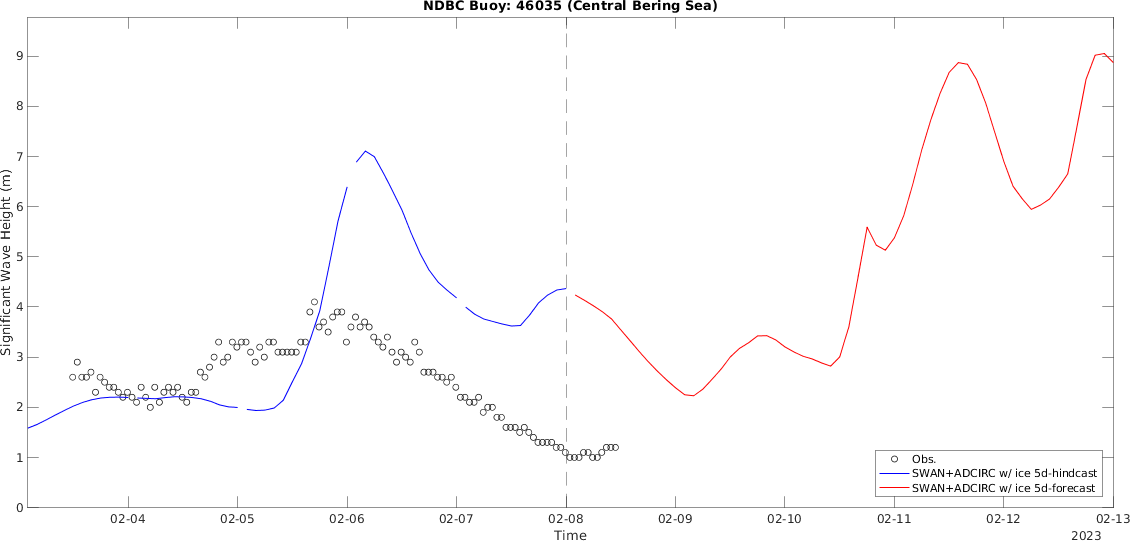 NDBC Buoy: 46035 (Central Bering Sea)
9
8
7
6
5
4
3
2
1
0
Significant Wave Height (m)
Obs.
SWAN+ADCIRC w/ ice 5d-hindcast
SWAN+ADCIRC w/ ice 5d-forecast
02-04 02-05 02-06 02-07 02-08 02-09 02-10 02-11 02-12 02-13
Time
2023